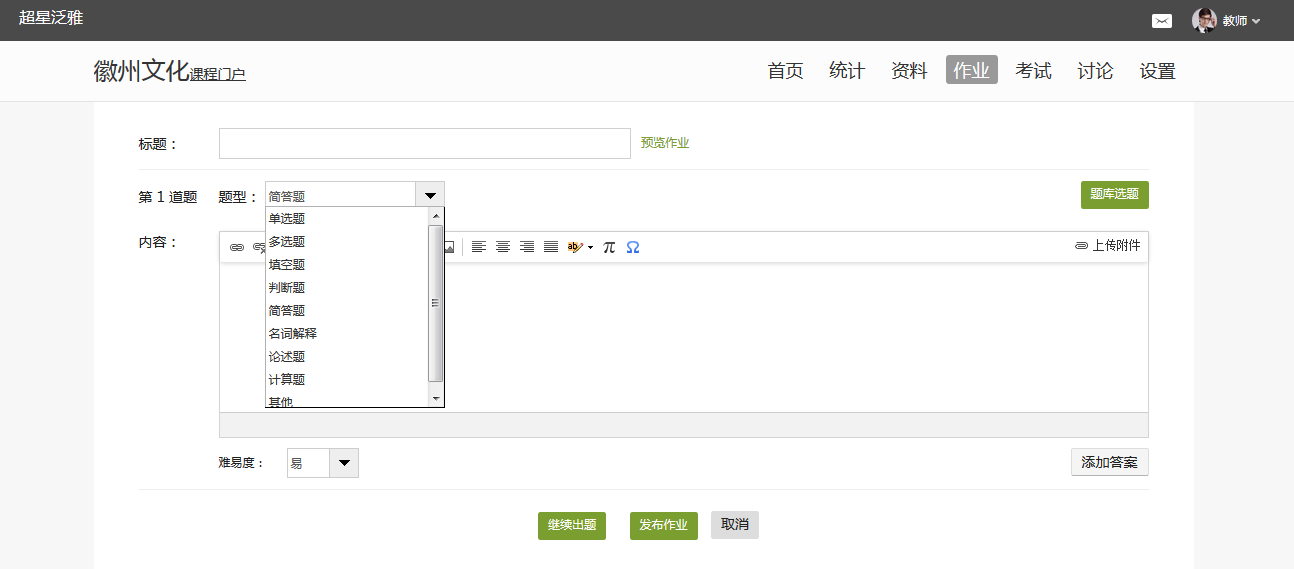 超星泛雅
教师
徽州文化课程门户
首页 统计 资料 作业 考试 讨论 设置
标题：
预览作业
第 1 道题 题型： 简答题
题库选题
单选题
多选题
填空题
判断题
简答题
名词解释
论述题
计算题
其他
内容：
ab π Ω
上传附件
难易度： 易
添加答案
继续出题 发布作业 取消